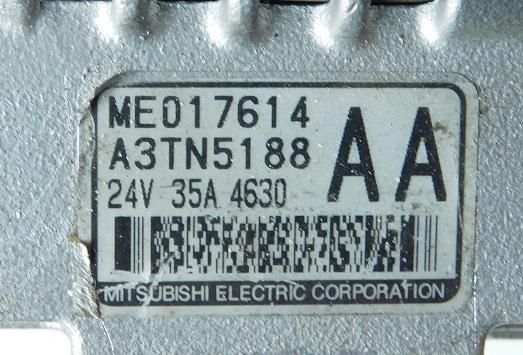 ME017614
A3TN5188
AA
24V 35A 4630
MITSUBISHI ELECTRIC CORPORATION